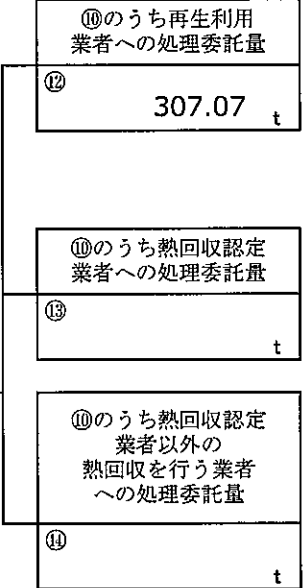 ⑩のうち再生利用
業者への処理委託量
⑫
307.07 t
⑩のうち熱回収認定
業者への処理委託量
⑬
t
⑩のうち熱回収認定
業者以外の
熱回収を行う業者
への処理委託量
⑭
t